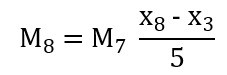 M₈ = M₇ (x₈ - x₃)/5